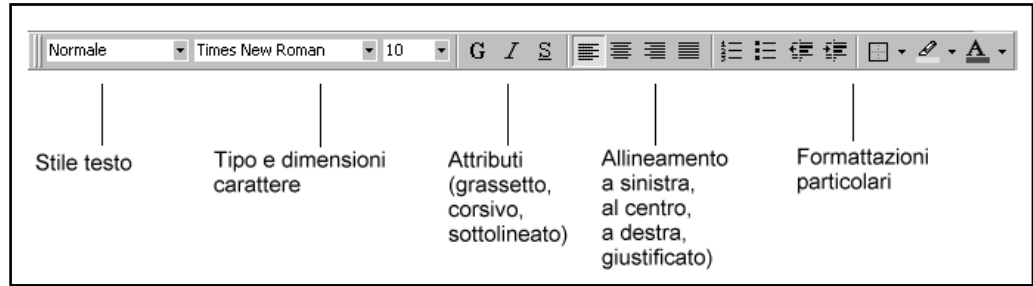 Normale Times New Roman 10 G I S A
Stile testo
Tipo e dimensioni
carattere
Attributi
(grassetto,
corsivo,
sottolineato)
Allineamento
a sinistra,
al centro,
a destra,
giustificato)
Formattazioni
particolari